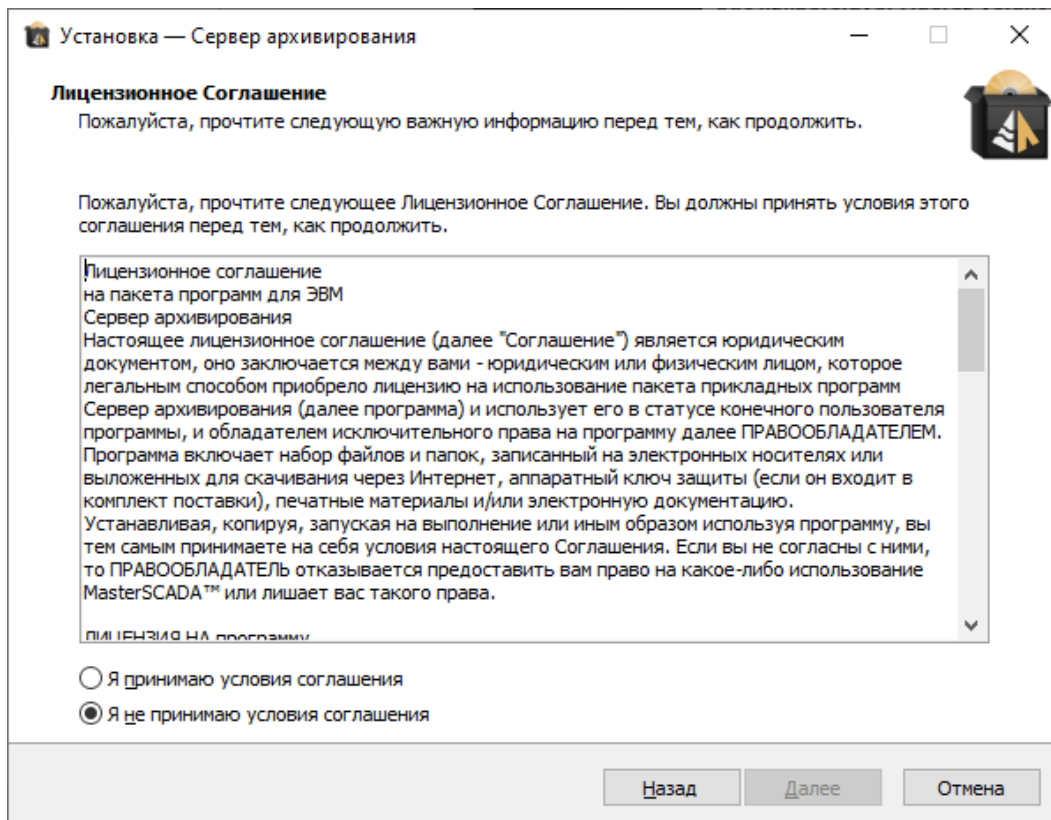 Установка — Сервер архивирования
Лицензионное Соглашение
Пожалуйста, прочтите следующую важную информацию перед тем, как продолжить.
Пожалуйста, прочтите следующее Лицензионное Соглашение. Вы должны принять условия этого
соглашения перед тем, как продолжить.
Лицензионное соглашение
на пакета программ для ЭВМ
Сервер архивирования
Настоящее лицензионное соглашение (далее "Соглашение") является юридическим
документом, оно заключается между вами - юридическим или физическим лицом, которое
легальным способом приобрело лицензию на использование пакета прикладных программ
Сервер архивирования (далее программа) и использует его в статусе конечного пользователя
программы, и обладателем исключительного права на программу далее ПРАВООБЛАДАТЕЛЕМ.
Программа включает набор файлов и папок, записанный на электронных носителях или
выложенных для скачивания через Интернет, аппаратный ключ защиты (если он входит в
комплект поставки), печатные материалы и/или электронную документацию.
Устанавливая, копируя, запуская на выполнение или иным образом используя программу, вы
тем самым принимаете на себя условия настоящего Соглашения. Если вы не согласны с ними,
то ПРАВООБЛАДАТЕЛЬ отказывается предоставить вам право на какое-либо использование
MasterSCADA™ или лишает вас такого права.
ЛИЦЕНЗИЯ НА программу
Я принимаю условия соглашения
Я не принимаю условия соглашения
Назад
Далее
Отмена